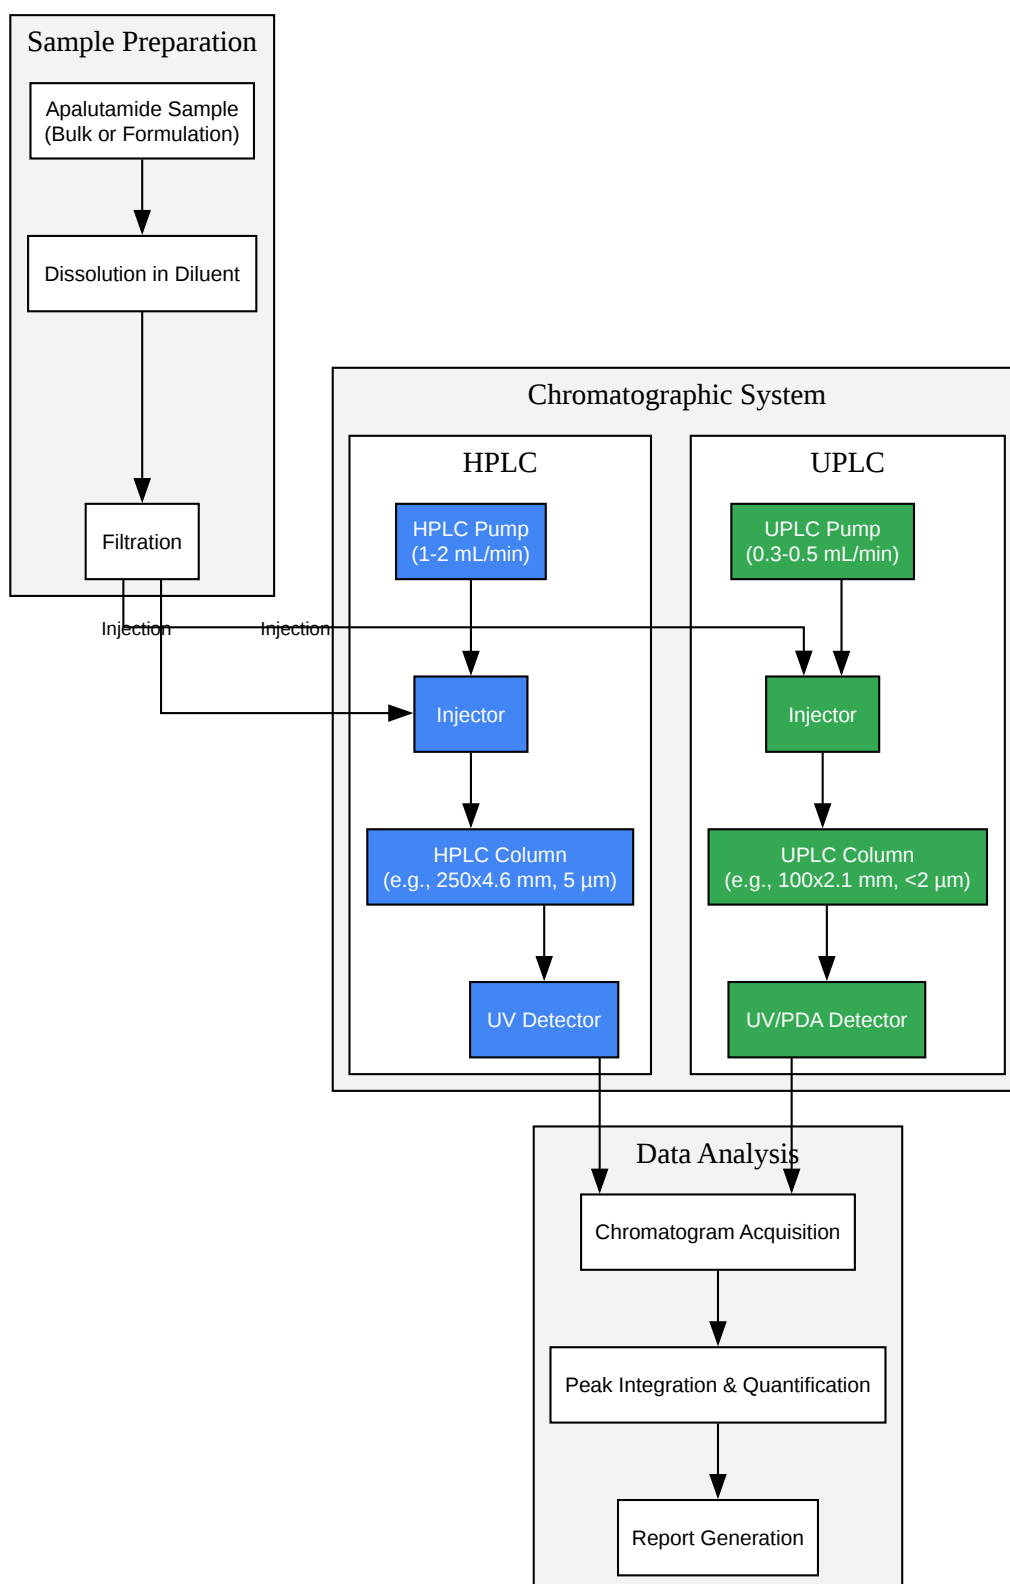 Sample Preparation
Apalutamide Sample
(Bulk or Formulation)
Dissolution in Diluent
Filtration
Injection
Injection
Chromatographic System
HPLC
HPLC Pump
(1-2 mL/min)
Injector
HPLC Column
(e.g., 250x4.6 mm, 5 µm)
UV Detector
UPLC
UPLC Pump
(0.3-0.5 mL/min)
Injector
UPLC Column
(e.g., 100x2.1 mm, <2 µm)
UV/PDA Detector
Data Analysis
Chromatogram Acquisition
Peak Integration & Quantification
Report Generation